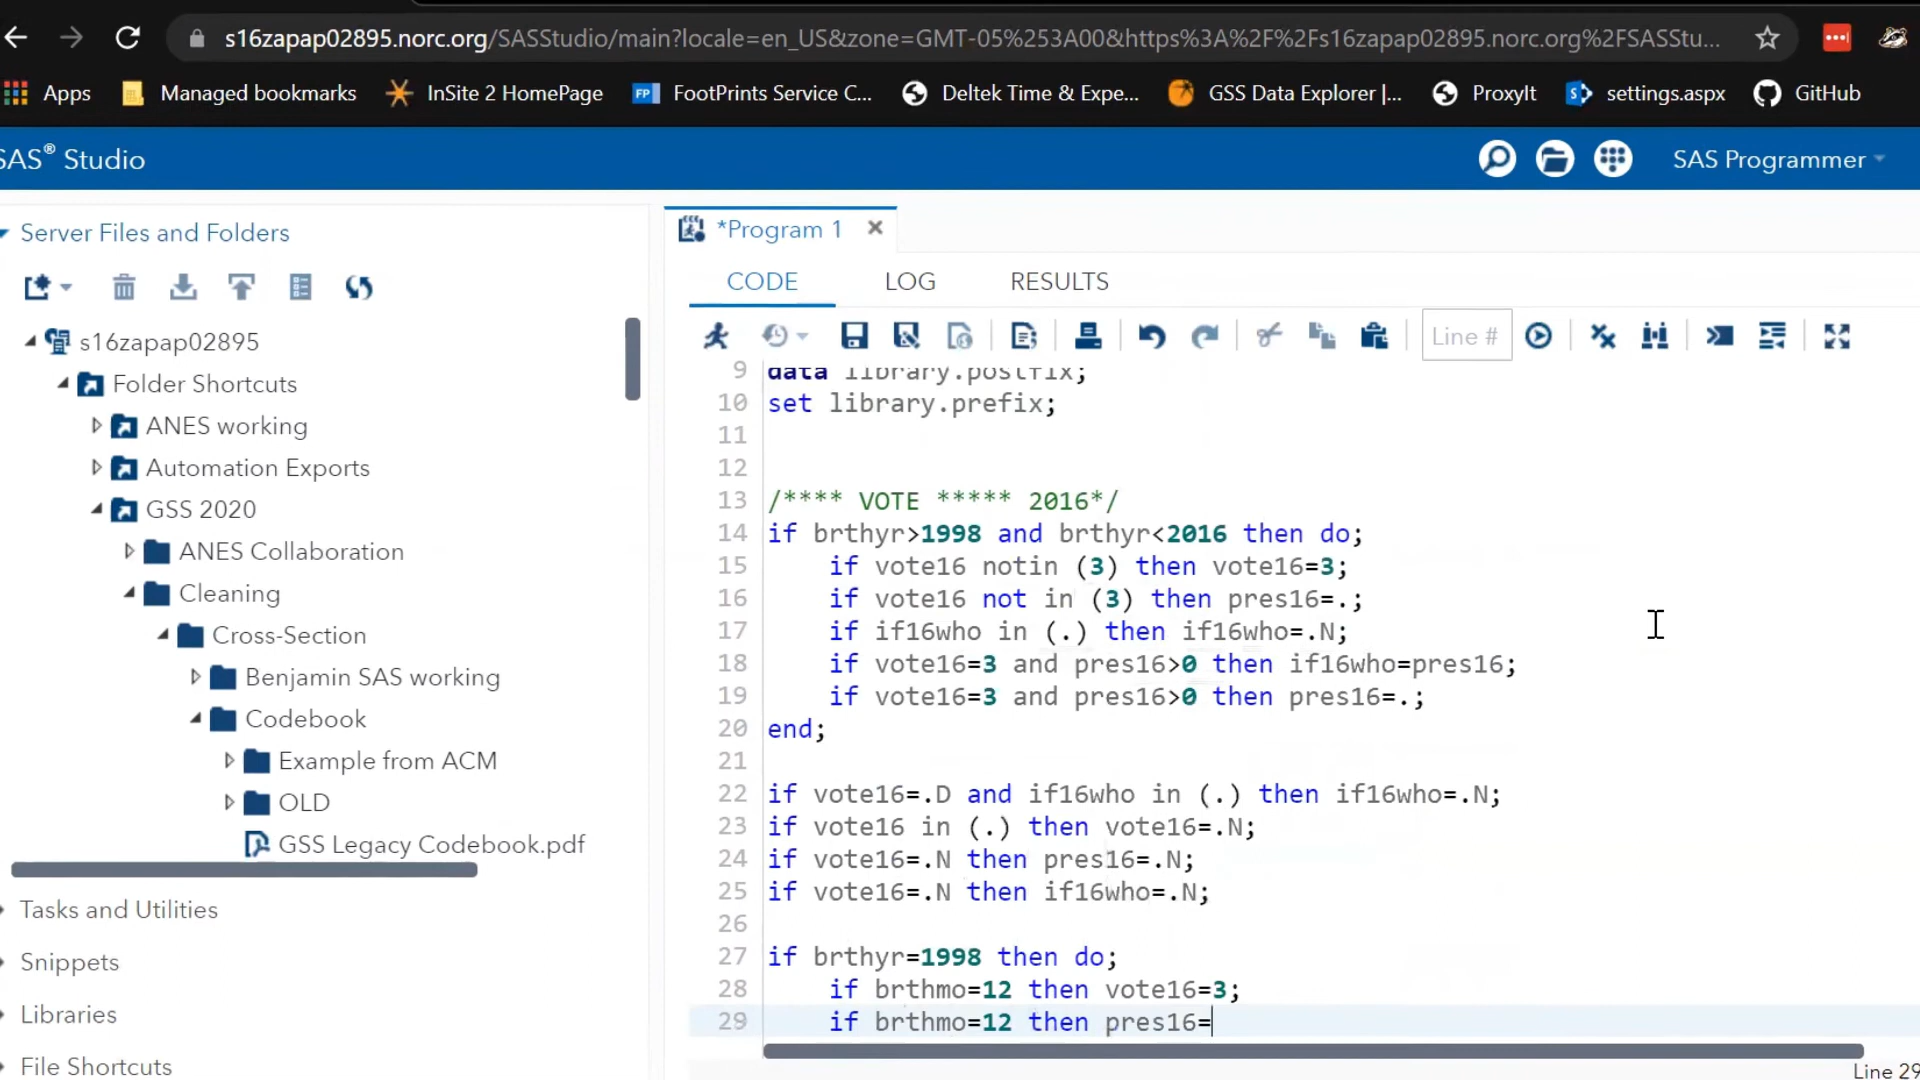 s16zapap02895.norc.org/SASStudio/main?locale=en_US&zone=GMT-05%253A00&https%3A%2F%2Fs16zapap02895.norc.org%2FSASStu...
Apps Managed bookmarks InSite 2 HomePage FP FootPrints Service C... Deltek Time & Expe... GSS Data Explorer |... ProxyIt settings.aspx GitHub
SAS® Studio SAS Programmer
Server Files and Folders
s16zapap02895
Folder Shortcuts
ANES working
Automation Exports
GSS 2020
ANES Collaboration
Cleaning
Cross-Section
Benjamin SAS working
Codebook
Example from ACM
OLD
GSS Legacy Codebook.pdf
Tasks and Utilities
Snippets
Libraries
File Shortcuts
*Program 1
CODE LOG RESULTS
Line #
9 data library.postfix;
10 set library.prefix;
11
12
13 /**** VOTE ***** 2016*/
14 if brthyr>1998 and brthyr<2016 then do;
15 if vote16 notin (3) then vote16=3;
16 if vote16 not in (3) then pres16=.;
17 if if16who in (.) then if16who=.N;
18 if vote16=3 and pres16>0 then if16who=pres16;
19 if vote16=3 and pres16>0 then pres16=.;
20 end;
21
22 if vote16=.D and if16who in (.) then if16who=.N;
23 if vote16 in (.) then vote16=.N;
24 if vote16=.N then pres16=.N;
25 if vote16=.N then if16who=.N;
26
27 if brthyr=1998 then do;
28 if brthmo=12 then vote16=3;
29 if brthmo=12 then pres16=
Line 29